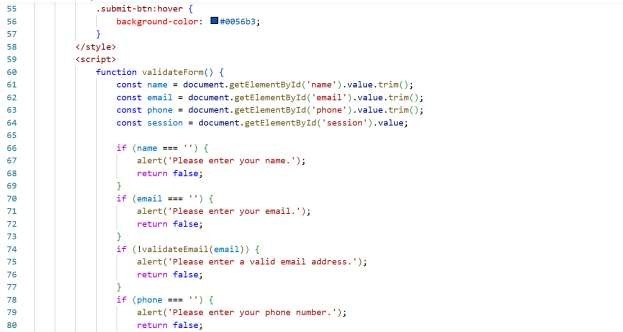 55 .submit-btn:hover {
56 background-color: #0056b3;
57 }
58 </style>
59 <script>
60 function validateForm() {
61 const name = document.getElementById('name').value.trim();
62 const email = document.getElementById('email').value.trim();
63 const phone = document.getElementById('phone').value.trim();
64 const session = document.getElementById('session').value;
65
66 if (name === '') {
67 alert('Please enter your name.');
68 return false;
69 }
70 if (email === '') {
71 alert('Please enter your email.');
72 return false;
73 }
74 if (!validateEmail(email)) {
75 alert('Please enter a valid email address.');
76 return false;
77 }
78 if (phone === '') {
79 alert('Please enter your phone number.');
80 return false;